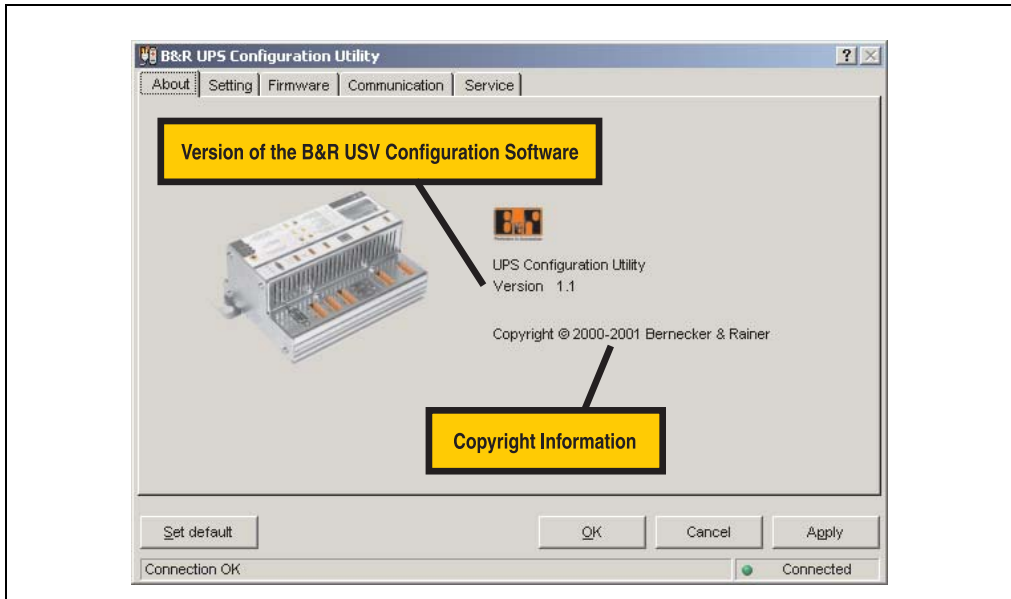 B&R UPS Configuration Utility
About Setting Firmware Communication Service
Version of the B&R USV Configuration Software
B&R
UPS Configuration Utility
Version 1.1
Copyright © 2000-2001 Bernecker & Rainer
Copyright Information
Set default OK Cancel Apply
Connection OK Connected